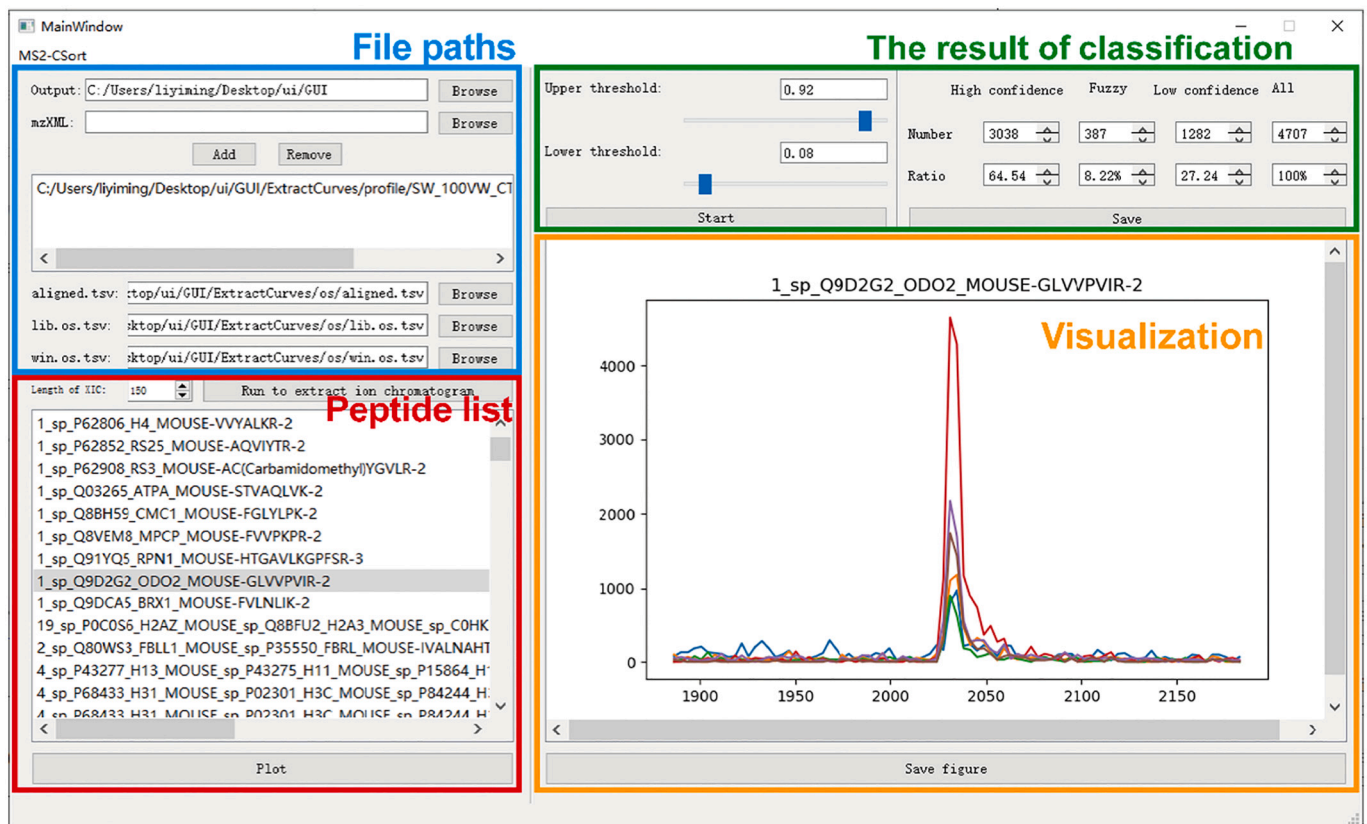 MainWindow
MS2-CSort
File paths
The result of classification
Output:
C:/Users/liyiming/Desktop/ui/GUI
Browse
mzXML:
Browse
Add
Remove
C:/Users/liyiming/Desktop/ui/GUI/ExtractCurves/profile/SW_100VW_CT
aligned.tsv:
:top/ui/GUI/ExtractCurves/os/aligned.tsv
Browse
lib.os.tsv:
ktop/ui/GUI/ExtractCurves/os/lib.os.tsv
Browse
win.os.tsv:
ktop/ui/GUI/ExtractCurves/os/win.os.tsv
Browse
Length of XIC:
150
Run to extract ion chromatogram
Peptide list
1_sp_P62806_H4_MOUSE-VVYALKR-2
1_sp_P62852_RS25_MOUSE-AQVIYTR-2
1_sp_P62908_RS3_MOUSE-AC(Carbamidomethyl)YGVLR-2
1_sp_Q03265_ATPA_MOUSE-STVAQLVK-2
1_sp_Q8BH59_CMC1_MOUSE-FGLYLPK-2
1_sp_Q8VEM8_MPCP_MOUSE-FVVPKPR-2
1_sp_Q91YQ5_RPN1_MOUSE-HTGAVLKGPFSR-3
1_sp_Q9D2G2_ODO2_MOUSE-GLVVPVIR-2
1_sp_Q9DCA5_BRX1_MOUSE-FVLNLIK-2
19_sp_P0C0S6_H2AZ_MOUSE_sp_Q8BFU2_H2A3_MOUSE_sp_C0HK
2_sp_Q80WS3_FBLL1_MOUSE_sp_P35550_FBRL_MOUSE-IVALNAHT
4_sp_P43277_H13_MOUSE_sp_P43275_H11_MOUSE_sp_P15864_H
4_sp_P68433_H31_MOUSE_sp_P02301_H3C_MOUSE_sp_P84244_H
4_sp_P68433_H31_MOUSE_sp_P02301_H3C_MOUSE_sp_P84244_H
Plot
Upper threshold:
0.92
Lower threshold:
0.08
Start
High confidence Fuzzy Low confidence All
Number 3038 387 1282 4707
Ratio 64.54 8.22% 27.24 100%
Save
1_sp_Q9D2G2_ODO2_MOUSE-GLVVPVIR-2
Visualization
4000
3000
2000
1000
0
1900 1950 2000 2050 2100 2150
Save figure